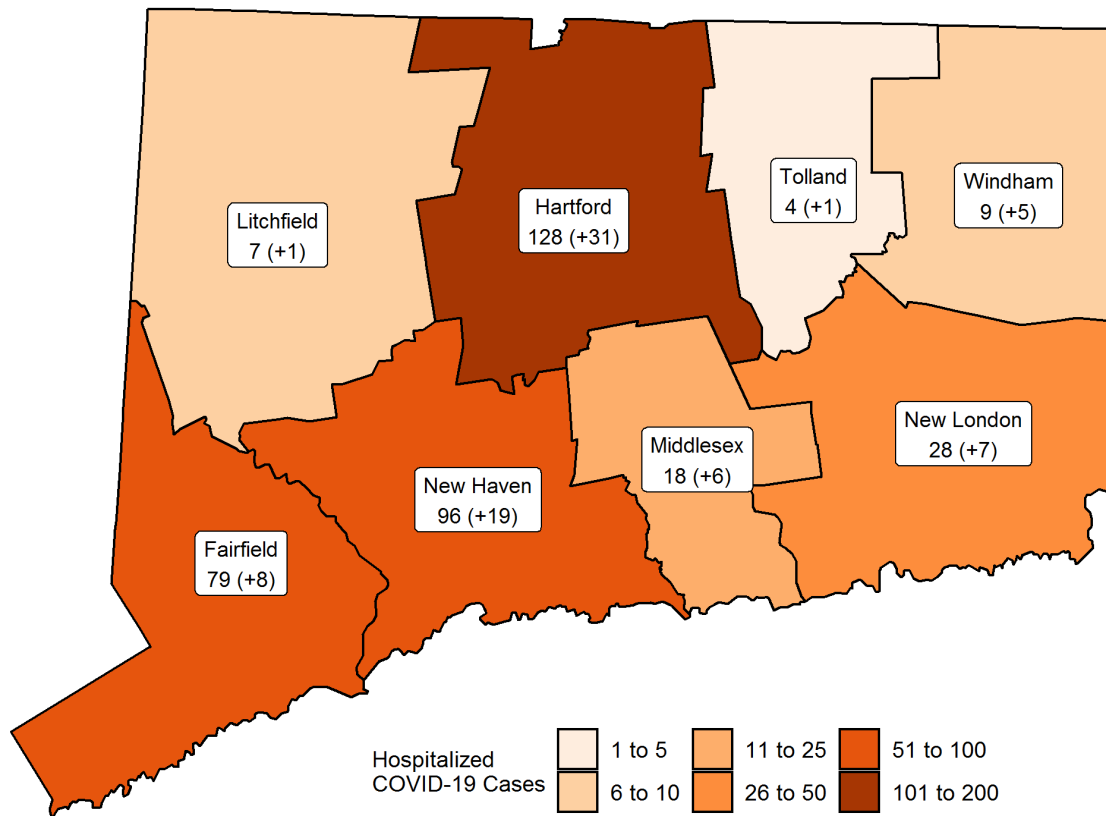 Litchfield
7 (+1)
Hartford
128 (+31)
Tolland
4 (+1)
Windham
9 (+5)
Fairfield
79 (+8)
New Haven
96 (+19)
Middlesex
18 (+6)
New London
28 (+7)
Hospitalized
COVID-19 Cases
1 to 5
6 to 10
11 to 25
26 to 50
51 to 100
101 to 200